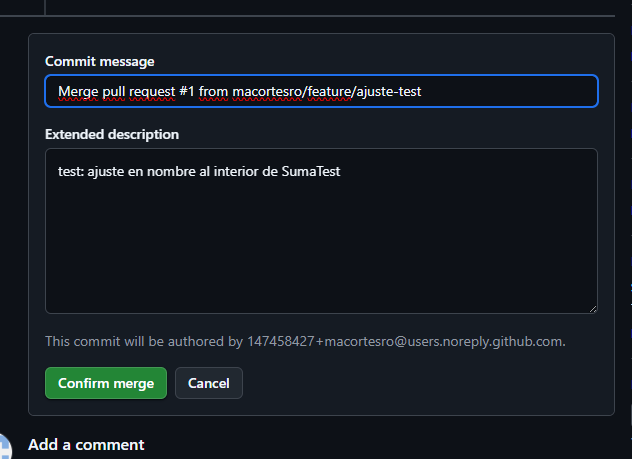 Commit message
Merge pull request #1 from macortesro/feature/ajuste-test
Extended description
test: ajuste en nombre al interior de SumaTest
This commit will be authored by 147458427+macortesro@users.noreply.github.com.
Confirm merge
Cancel
Add a comment